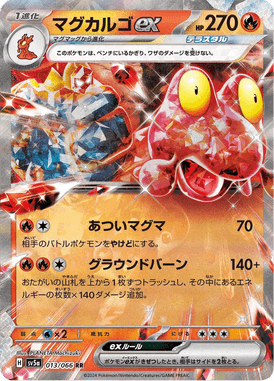 1進化
マグカルゴex
HP270
マグマッグから進化
テラスタル
このポケモンは、ベンチにいるかぎり、ワザのダメージを受けない。
あついマグマ 70
相手のバトルポケモンをやけどにする。
グラウンドバーン 140+
おたがいの山札を上から1枚ずつトラッシュし、その中にあるエネルギーの枚数×140ダメージ追加。
弱点 ×2 抵抗力 にげる
exルール
ポケモンexがきぜつしたとき、相手はサイドを2枚とる。
Illus. PLANETA Mochizuki
H SV5a 013/066 RR
©2024 Pokémon/Nintendo/Creatures/GAME FREAK.